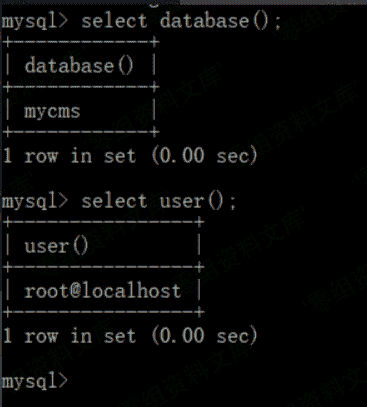 mysql> select database();
+------------+
| database() |
+------------+
| mycms      |
+------------+
1 row in set (0.00 sec)
mysql> select user();
+----------------+
| user()         |
+----------------+
| root@localhost |
+----------------+
1 row in set (0.00 sec)
mysql>